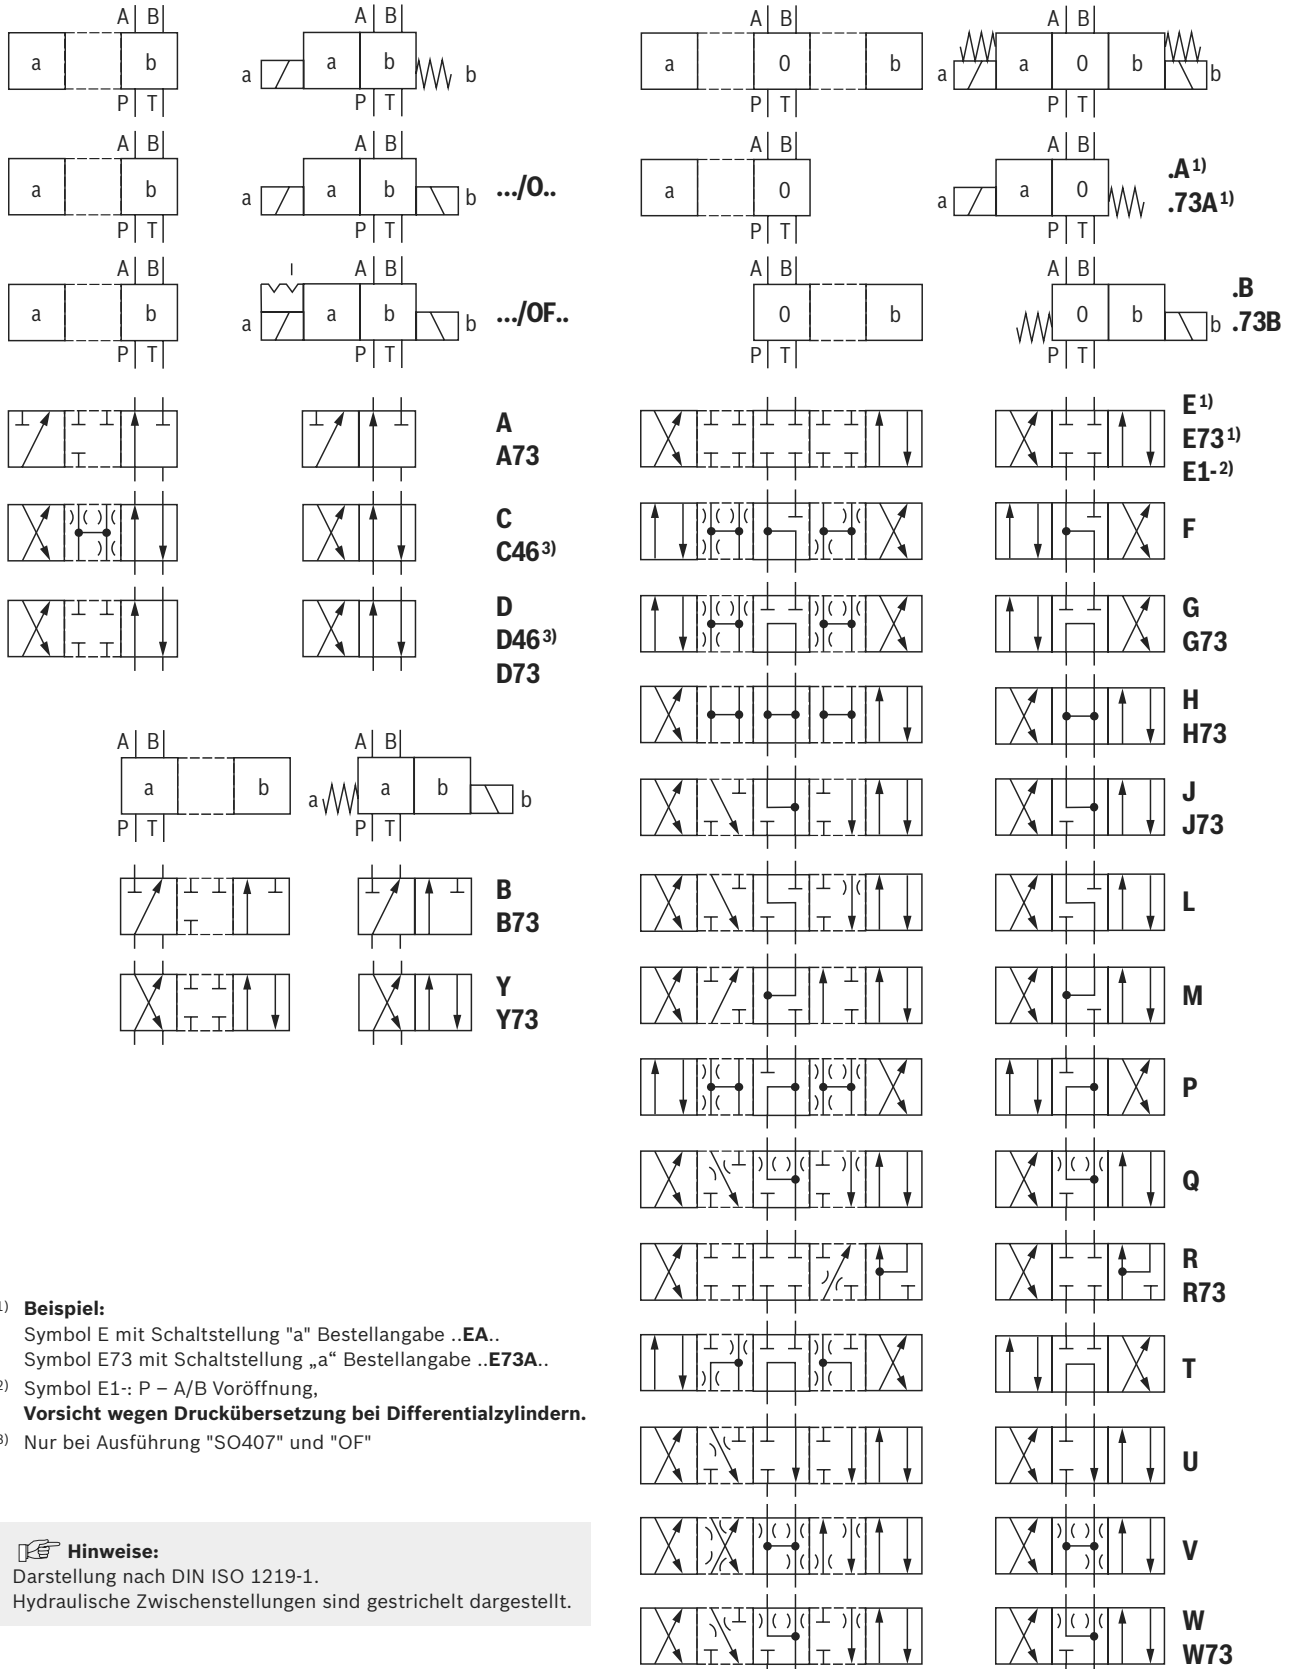 A B
a b
P T
A B
a a b b
P T
A B
a b
P T
A B
a a b b
P T
.../O..
A B
a b
P T
A B
a a b b
P T
.../OF..
A
A73
C
C46 3)
D
D46 3)
D73
A B
a b
P T
A B
a a b b
P T
B
B73
Y
Y73
A B
a 0 b
P T
A B
a a 0 b b
P T
A B
a 0
P T
A B
a a 0
P T
.A 1)
.73A 1)
A B
0 b
P T
A B
0 b b
P T
.B
.73B
E 1)
E73 1)
E1- 2)
F
G
G73
H
H73
J
J73
L
M
P
Q
R
R73
T
U
V
W
W73
1) Beispiel:
Symbol E mit Schaltstellung "a" Bestellangabe ..EA..
Symbol E73 mit Schaltstellung „a“ Bestellangabe ..E73A..
2) Symbol E1-: P – A/B Voröffnung,
Vorsicht wegen Druckübersetzung bei Differentialzylindern.
3) Nur bei Ausführung "SO407" und "OF"
Hinweise:
Darstellung nach DIN ISO 1219-1.
Hydraulische Zwischenstellungen sind gestrichelt dargestellt.